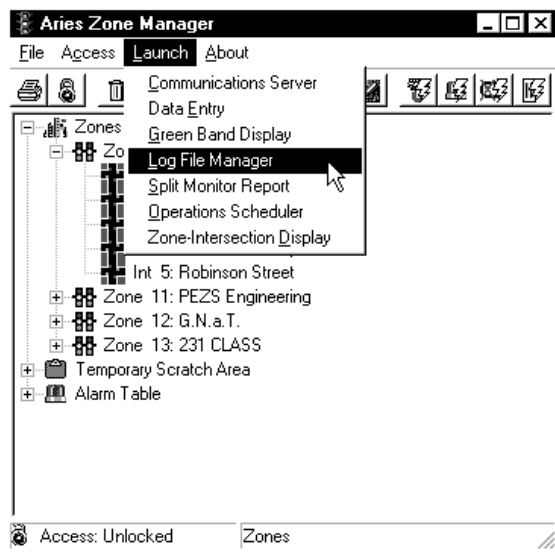 Aries Zone Manager
File Access Launch About
Communications Server
Data Entry
Zones
Green Band Display
Zo
Log File Manager
Split Monitor Report
Operations Scheduler
Zone-Intersection Display
Int 5: Robinson Street
Zone 11: PEZS Engineering
Zone 12: G.N.a.T.
Zone 13: 231 CLASS
Temporary Scratch Area
Alarm Table
Access: Unlocked Zones